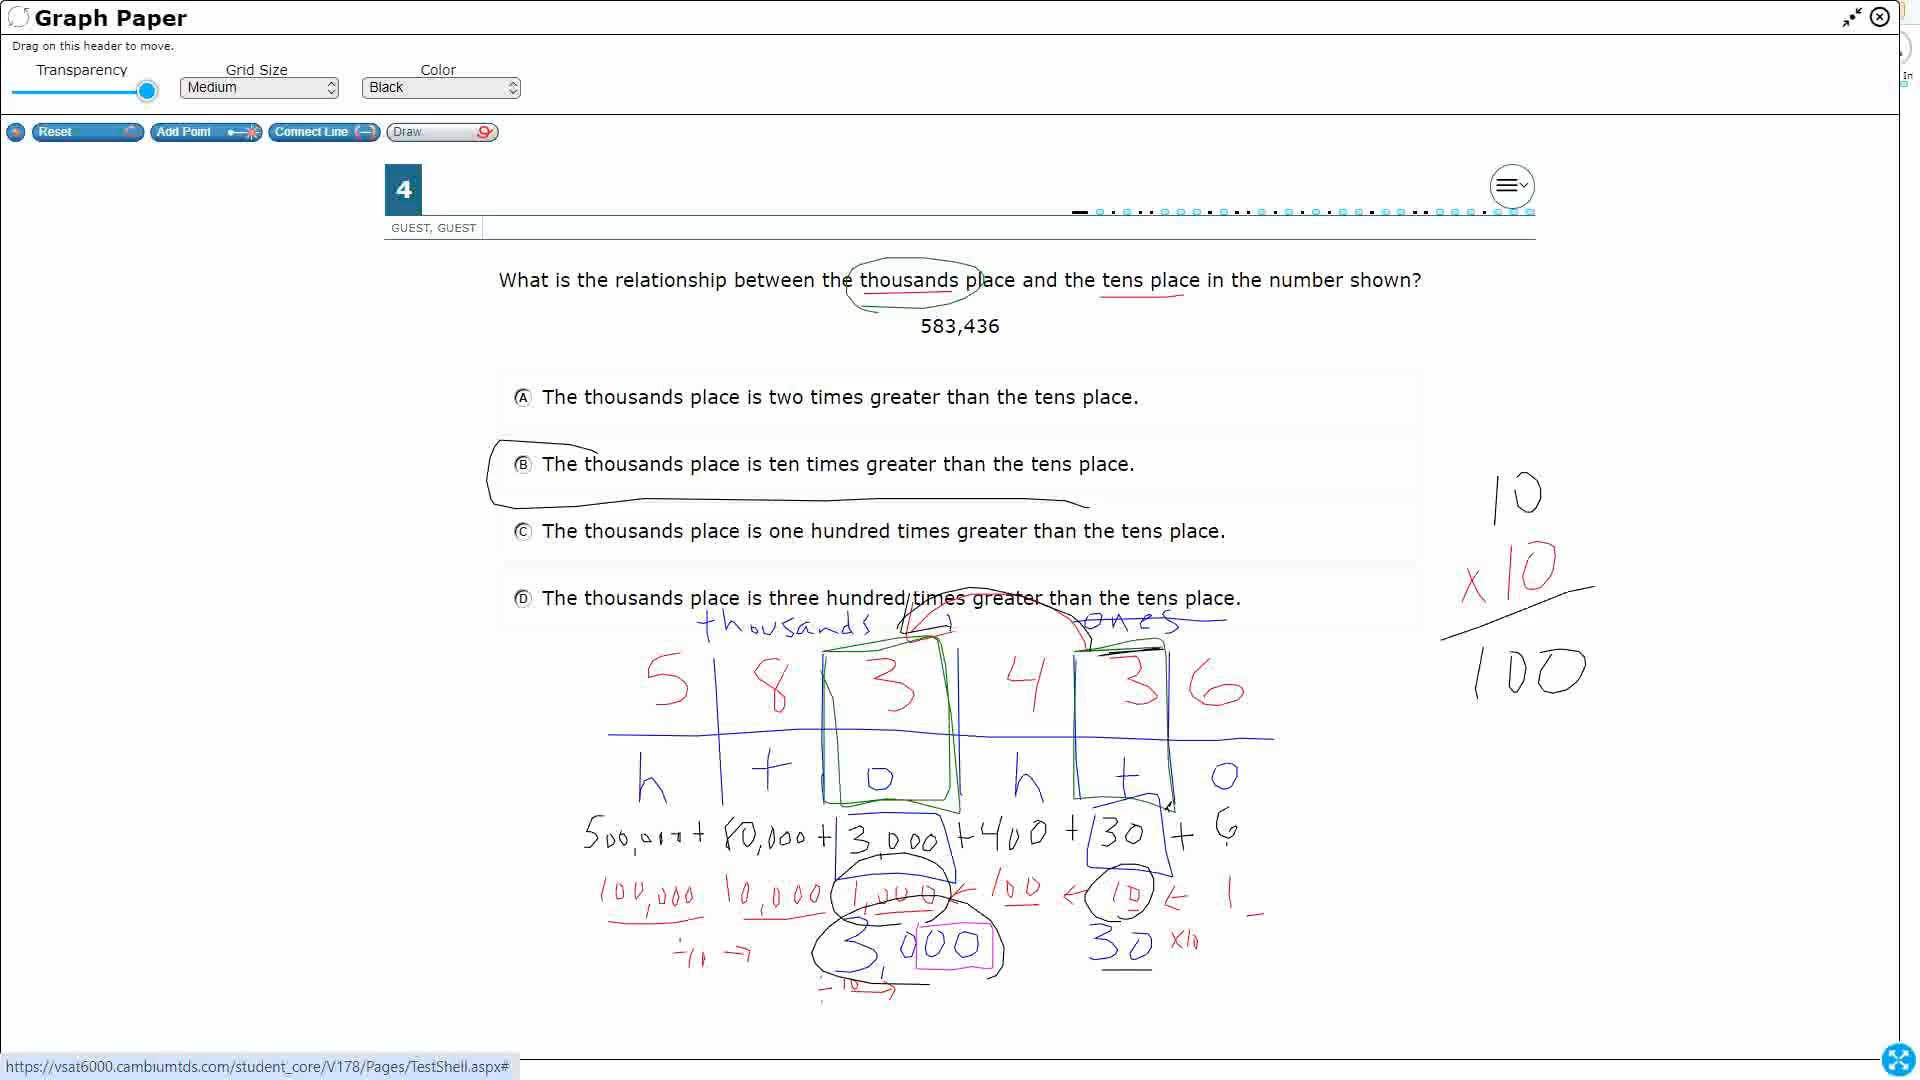 Graph Paper
Drag on this header to move.
Transparency Grid Size Color
Medium Black
Reset Add Point Connect Line Draw
4
GUEST, GUEST
What is the relationship between the thousands place and the tens place in the number shown?
583,436
A The thousands place is two times greater than the tens place.
B The thousands place is ten times greater than the tens place.
C The thousands place is one hundred times greater than the tens place.
D The thousands place is three hundred times greater than the tens place.
10
x 10
100
thousands ones
5 8 3 4 3 6
h t o h t o
500,000 + 80,000 + 3,000 + 400 + 30 + 6
100,000 10,000 1,000 ← 100 ← 10 ← 1
÷10 → 3,000 30 x10
÷ 10 →
https://vsat6000.cambiumtds.com/student_core/V178/Pages/TestShell.aspx#